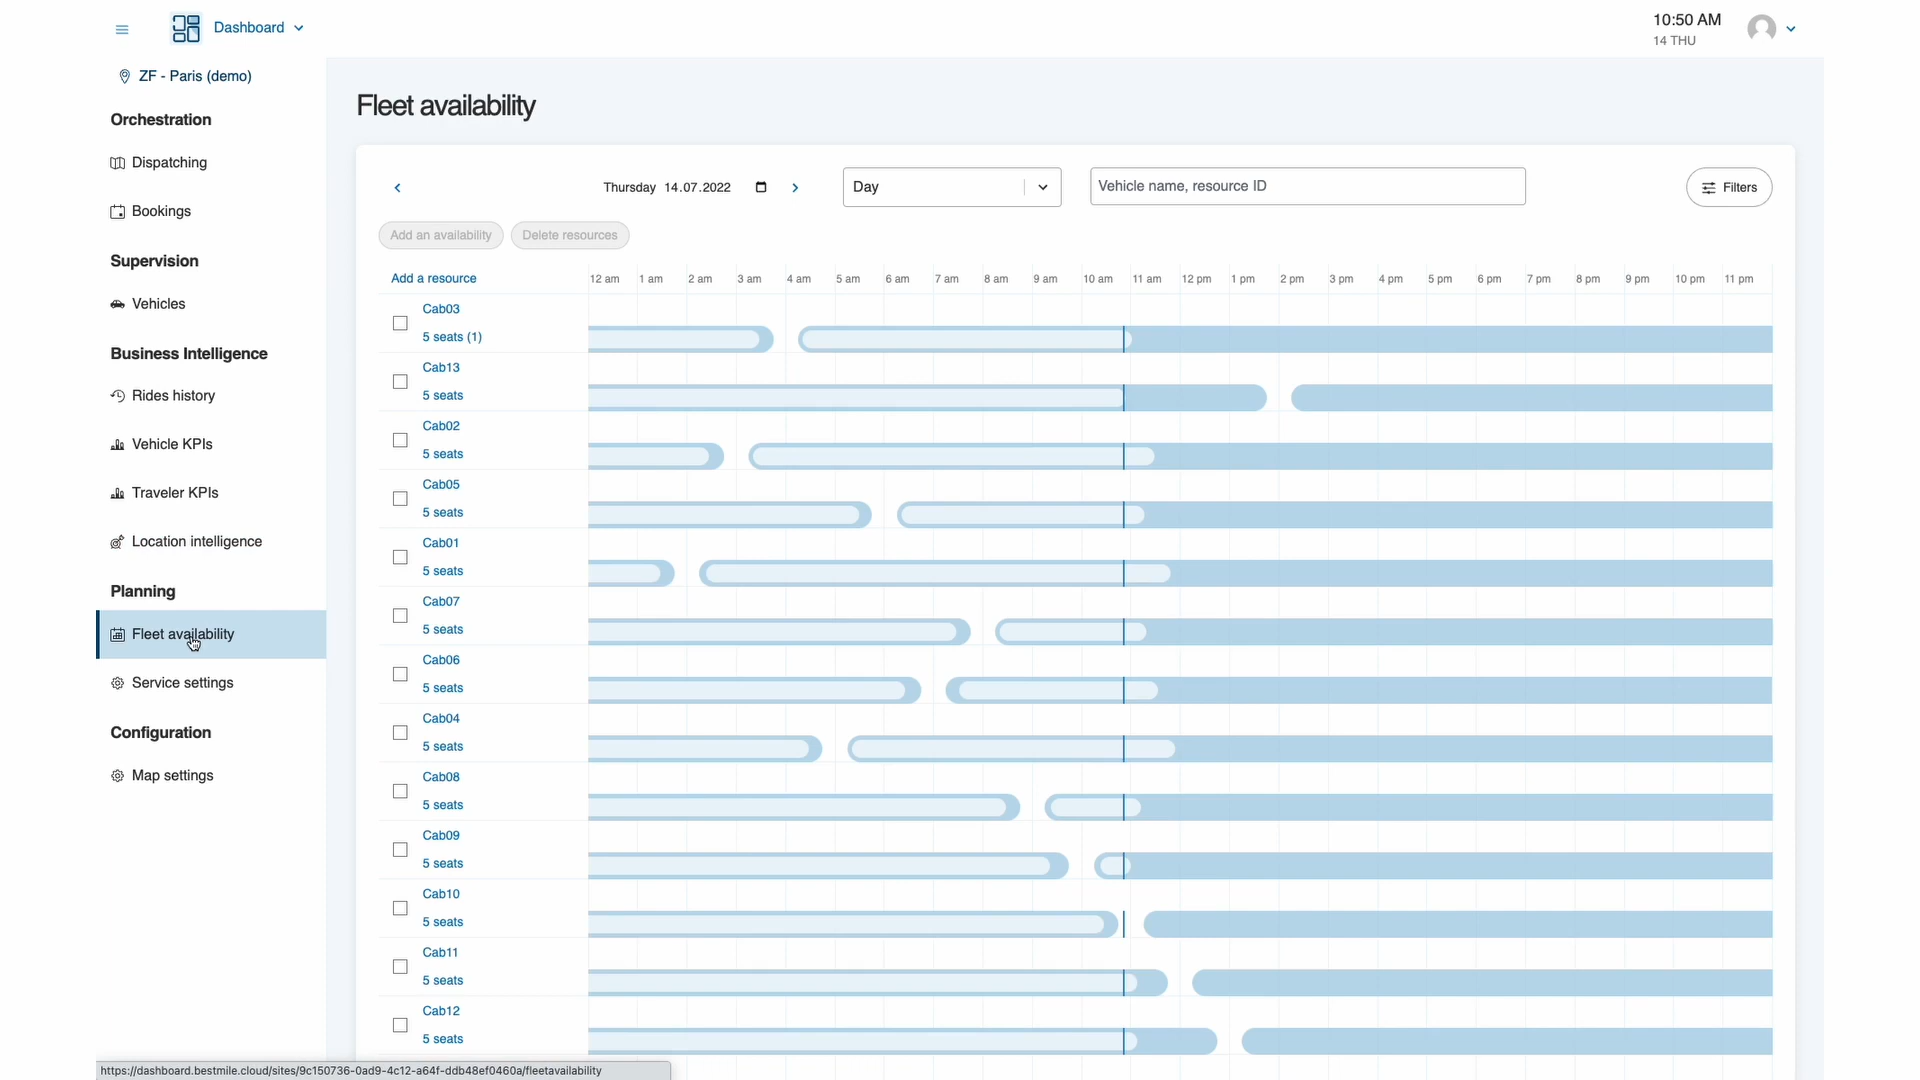 Dashboard
10:50 AM
14 THU
ZF - Paris (demo)
Orchestration
Dispatching
Bookings
Supervision
Vehicles
Business Intelligence
Rides history
Vehicle KPIs
Traveler KPIs
Location intelligence
Planning
Fleet availability
Service settings
Configuration
Map settings
Fleet availability
Thursday 14.07.2022
Day
Vehicle name, resource ID
Filters
Add an availability
Delete resources
Add a resource
12 am 1 am 2 am 3 am 4 am 5 am 6 am 7 am 8 am 9 am 10 am 11 am 12 pm 1 pm 2 pm 3 pm 4 pm 5 pm 6 pm 7 pm 8 pm 9 pm 10 pm 11 pm
Cab03
5 seats (1)
Cab13
5 seats
Cab02
5 seats
Cab05
5 seats
Cab01
5 seats
Cab07
5 seats
Cab06
5 seats
Cab04
5 seats
Cab08
5 seats
Cab09
5 seats
Cab10
5 seats
Cab11
5 seats
Cab12
5 seats
https://dashboard.bestmile.cloud/sites/9c150736-0ad9-4c12-a64f-ddb48ef0460a/fleetavailability